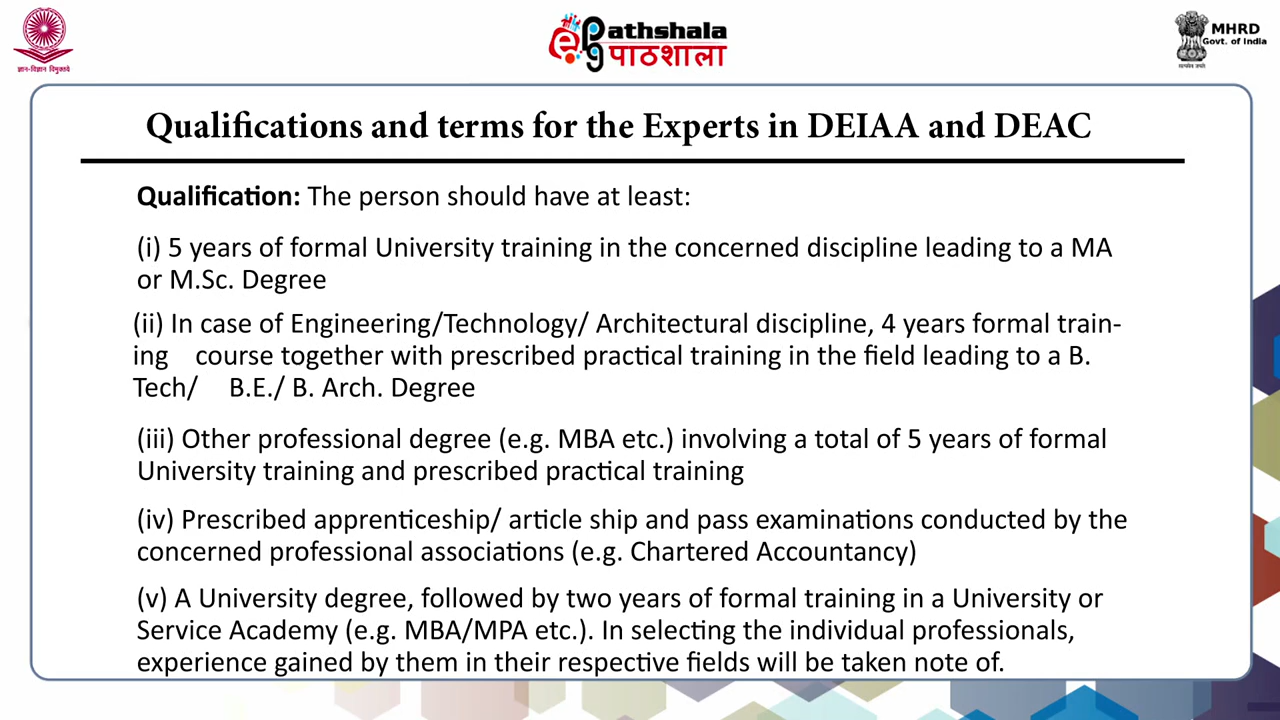 ज्ञान-विज्ञान विमुक्तये
ePathshala
पाठशाला
MHRD
Govt. of India
सत्यमेव जयते
Qualifications and terms for the Experts in DEIAA and DEAC
Qualification: The person should have at least:
(i) 5 years of formal University training in the concerned discipline leading to a MA
or M.Sc. Degree
(ii) In case of Engineering/Technology/ Architectural discipline, 4 years formal train-
ing course together with prescribed practical training in the field leading to a B.
Tech/ B.E./ B. Arch. Degree
(iii) Other professional degree (e.g. MBA etc.) involving a total of 5 years of formal
University training and prescribed practical training
(iv) Prescribed apprenticeship/ article ship and pass examinations conducted by the
concerned professional associations (e.g. Chartered Accountancy)
(v) A University degree, followed by two years of formal training in a University or
Service Academy (e.g. MBA/MPA etc.). In selecting the individual professionals,
experience gained by them in their respective fields will be taken note of.